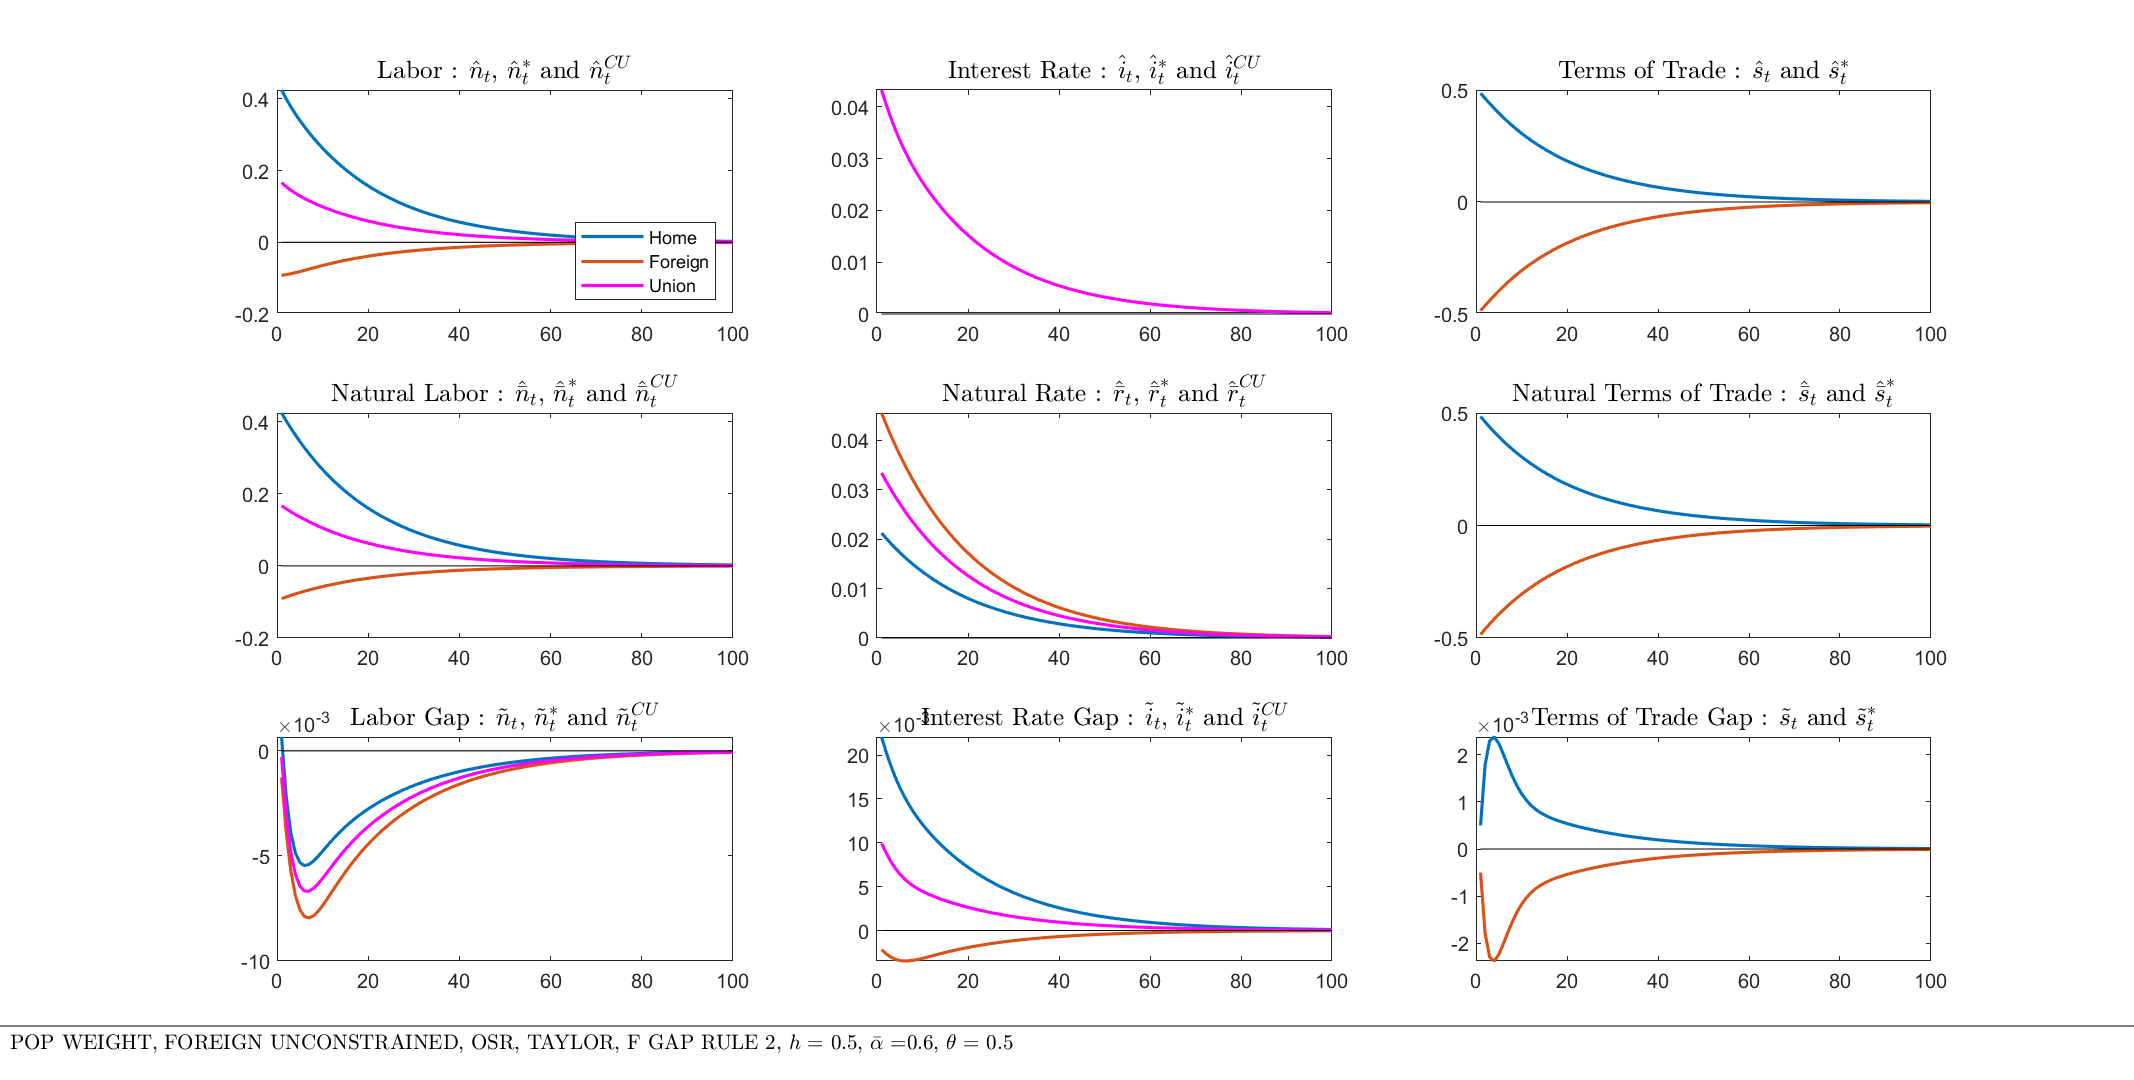 Labor : n̂ₜ, n̂ₜ* and n̂ₜᶜᵁ
0.4
0.2
0
-0.2
0 20 40 60 80 100
Home
Foreign
Union
Interest Rate : î̂ₜ, î̂ₜ* and î̂ₜᶜᵁ
0.04
0.03
0.02
0.01
0
0 20 40 60 80 100
Terms of Trade : ŝₜ and ŝₜ*
0.5
0
-0.5
0 20 40 60 80 100
Natural Labor : n̄̂ₜ, n̄̂ₜ* and n̄̂ₜᶜᵁ
0.4
0.2
0
-0.2
0 20 40 60 80 100
Natural Rate : r̄̂ₜ, r̄̂ₜ* and r̄̂ₜᶜᵁ
0.04
0.03
0.02
0.01
0
0 20 40 60 80 100
Natural Terms of Trade : s̄̂ₜ and s̄̂ₜ*
0.5
0
-0.5
0 20 40 60 80 100
Labor Gap : ñₜ, ñₜ* and ñₜᶜᵁ
×10⁻³
0
-5
-10
0 20 40 60 80 100
Interest Rate Gap : ĩₜ, ĩₜ* and ĩₜᶜᵁ
×10⁻³
20
15
10
5
0
0 20 40 60 80 100
Terms of Trade Gap : s̃ₜ and s̃ₜ*
×10⁻³
2
1
0
-1
-2
0 20 40 60 80 100
POP WEIGHT, FOREIGN UNCONSTRAINED, OSR, TAYLOR, F GAP RULE 2, h = 0.5, ᾱ =0.6, θ = 0.5